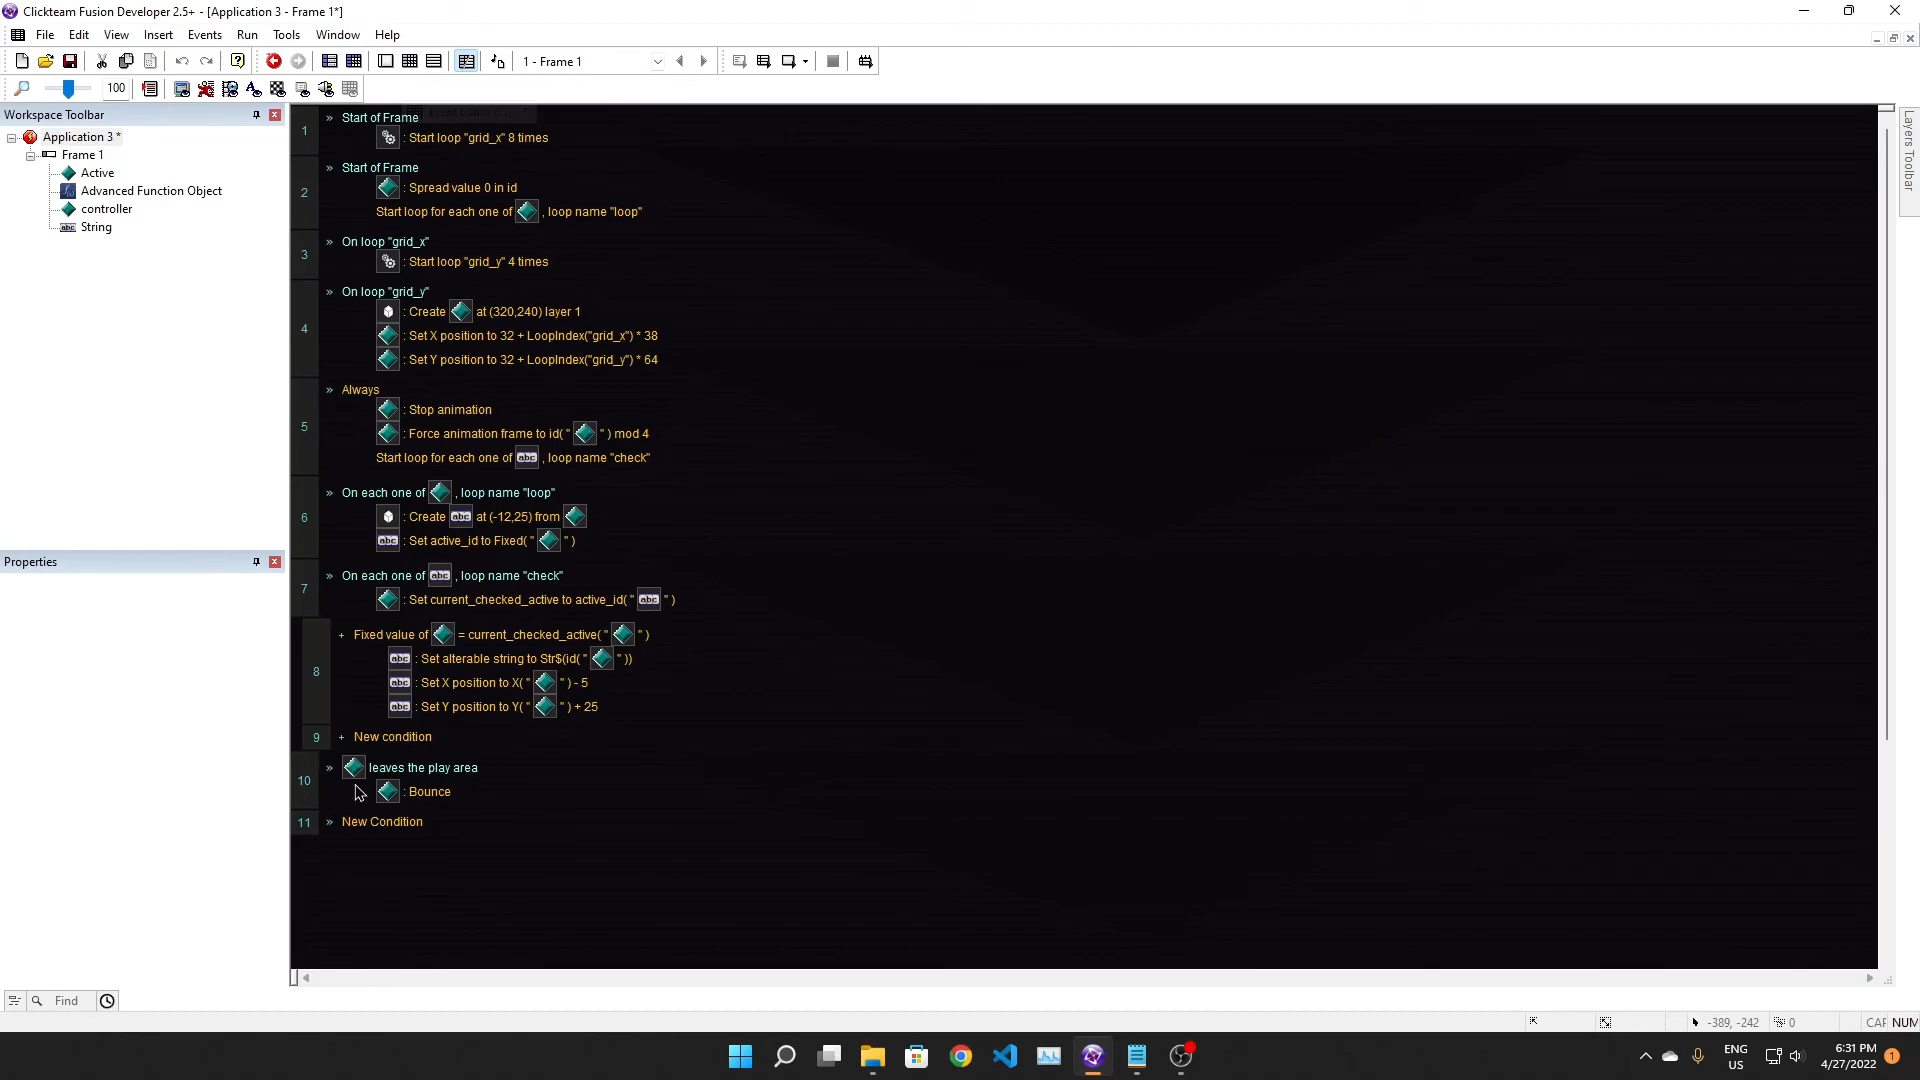 Clickteam Fusion Developer 2.5+ - [Application 3 - Frame 1*]
File Edit View Insert Events Run Tools Window Help
1 - Frame 1
100
Workspace Toolbar
Application 3 *
Frame 1
Active
Advanced Function Object
controller
String
Properties
Find
1 » Start of Frame
: Start loop "grid_x" 8 times
2 » Start of Frame
: Spread value 0 in id
Start loop for each one of , loop name "loop"
3 » On loop "grid_x"
: Start loop "grid_y" 4 times
4 » On loop "grid_y"
: Create at (320,240) layer 1
: Set X position to 32 + LoopIndex("grid_x") * 38
: Set Y position to 32 + LoopIndex("grid_y") * 64
5 » Always
: Stop animation
: Force animation frame to id( " " ) mod 4
Start loop for each one of abc , loop name "check"
6 » On each one of , loop name "loop"
: Create abc at (-12,25) from
abc : Set active_id to Fixed( " " )
7 » On each one of abc , loop name "check"
: Set current_checked_active to active_id( " abc " )
8 + Fixed value of = current_checked_active( " " )
abc : Set alterable string to Str$(id( " " ))
abc : Set X position to X( " " ) - 5
abc : Set Y position to Y( " " ) + 25
9 + New condition
10 » leaves the play area
: Bounce
11 » New Condition
Layers Toolbar
-389, -242 0 CAF NUM
ENG
US
6:31 PM
4/27/2022
1